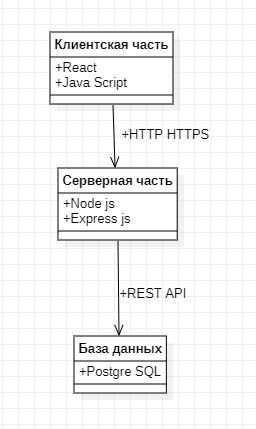 Клиентская часть
+React
+Java Script
+HTTP HTTPS
Серверная часть
+Node js
+Express js
+REST API
База данных
+Postgre SQL